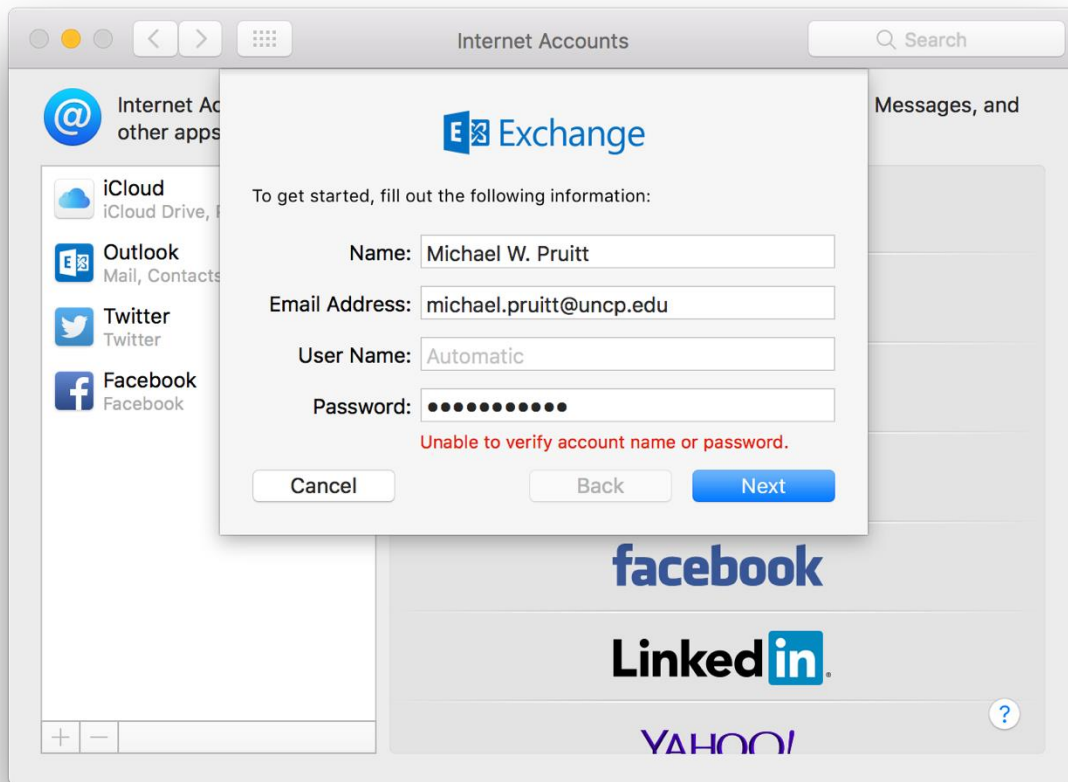 Internet Accounts
Search
Internet Ac
Messages, and
other apps
E Exchange
To get started, fill out the following information:
Name: Michael W. Pruitt
Email Address: michael.pruitt@uncp.edu
User Name: Automatic
Password: ●●●●●●●●●●●
Unable to verify account name or password.
Cancel
Back
Next
iCloud
iCloud Drive,
Outlook
Mail, Contacts
Twitter
Twitter
Facebook
Facebook
facebook
Linked in
YAHOO!
?